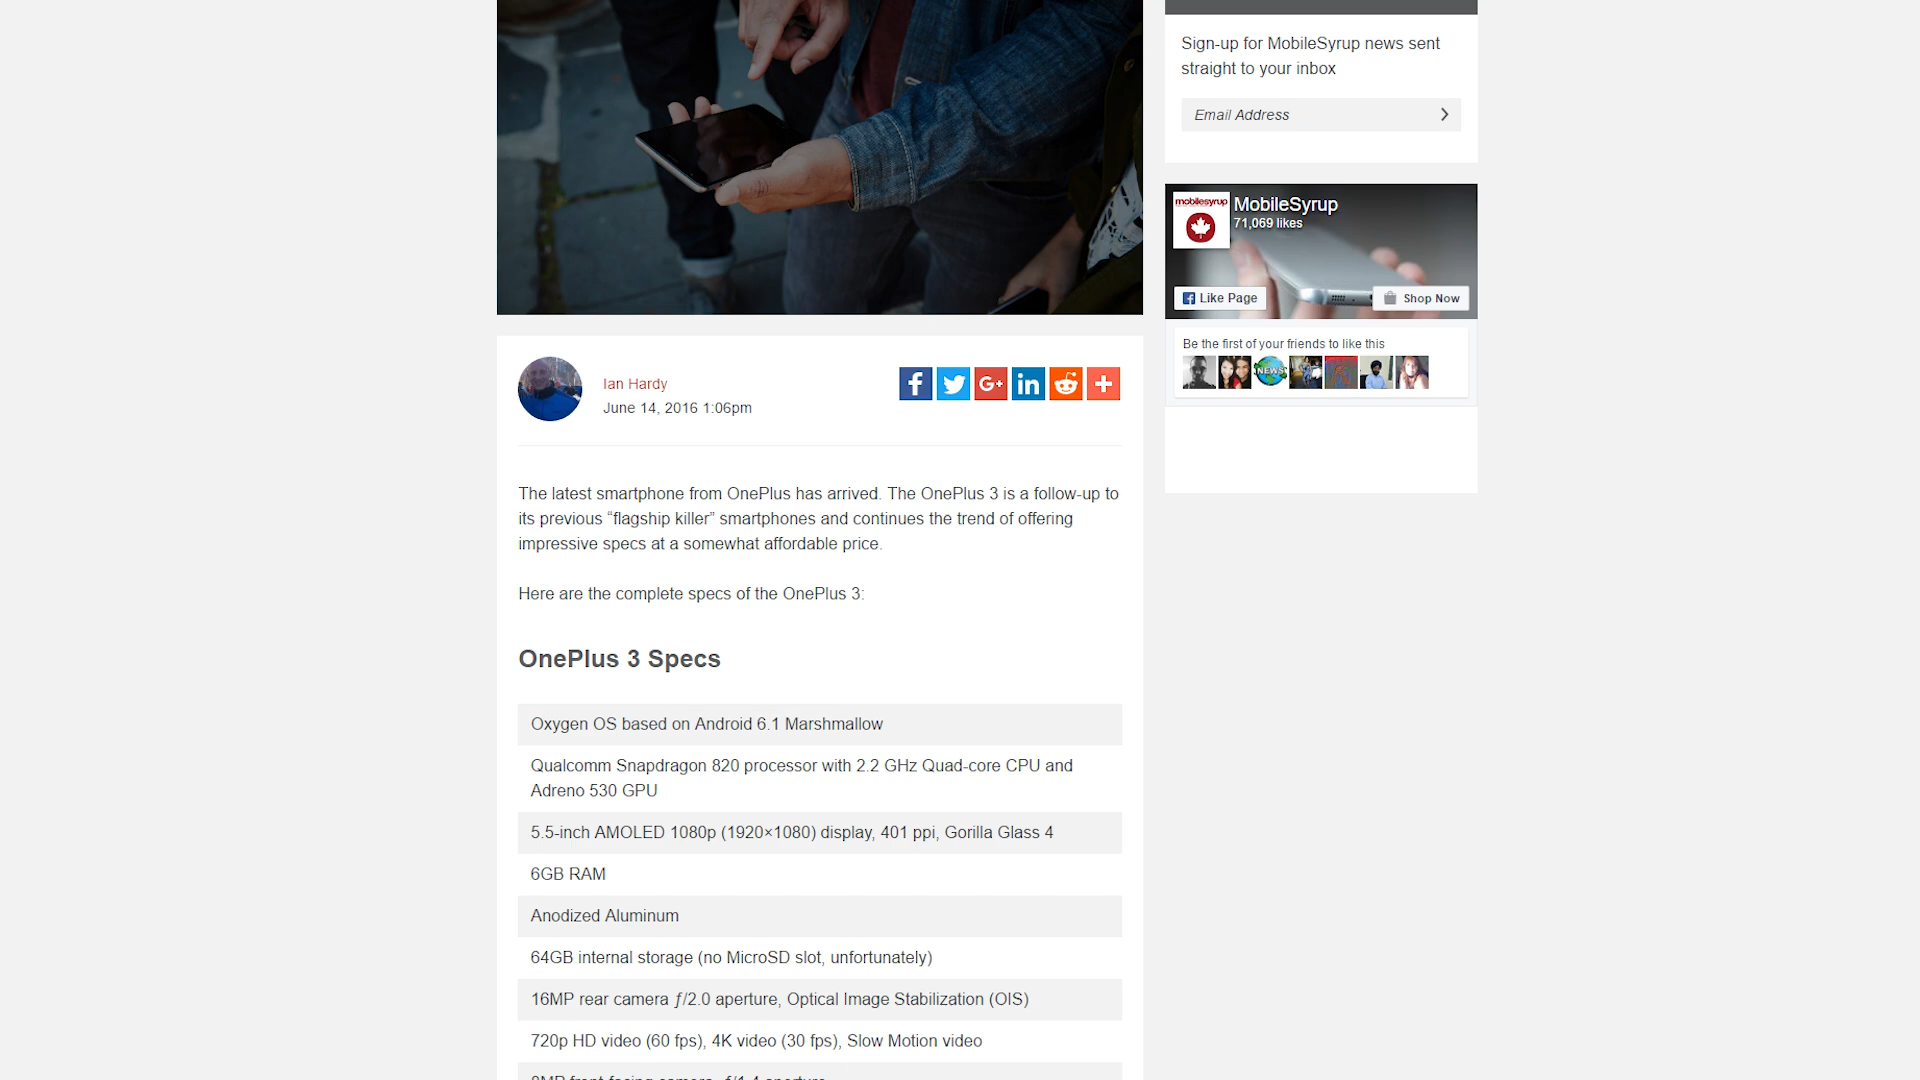 Sign-up for MobileSyrup news sent
straight to your inbox
Email Address
mobilesyrup
MobileSyrup
71,069 likes
Like Page
Shop Now
Be the first of your friends to like this
NEWS
Ian Hardy
June 14, 2016 1:06pm
The latest smartphone from OnePlus has arrived. The OnePlus 3 is a follow-up to
its previous “flagship killer” smartphones and continues the trend of offering
impressive specs at a somewhat affordable price.
Here are the complete specs of the OnePlus 3:
OnePlus 3 Specs
Oxygen OS based on Android 6.1 Marshmallow
Qualcomm Snapdragon 820 processor with 2.2 GHz Quad-core CPU and
Adreno 530 GPU
5.5-inch AMOLED 1080p (1920×1080) display, 401 ppi, Gorilla Glass 4
6GB RAM
Anodized Aluminum
64GB internal storage (no MicroSD slot, unfortunately)
16MP rear camera ƒ/2.0 aperture, Optical Image Stabilization (OIS)
720p HD video (60 fps), 4K video (30 fps), Slow Motion video